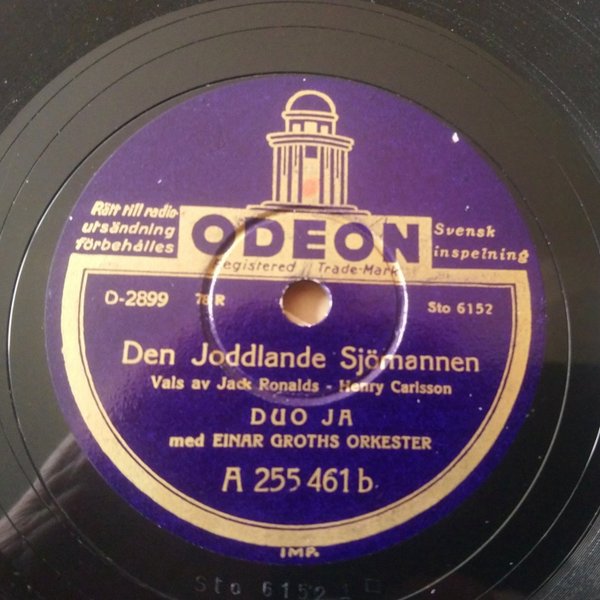 Rätt till radio-
utsändning
förbehålles
ODEON
Svensk
inspelning
Registered Trade-Mark
D-2899 78 R Sto 6152
Den Joddlande Sjömannen
Vals av Jack Ronalds - Henry Carlsson
DUO JA
med EINAR GROTHS ORKESTER
A 255 461 b
IMP.
Sto 6152